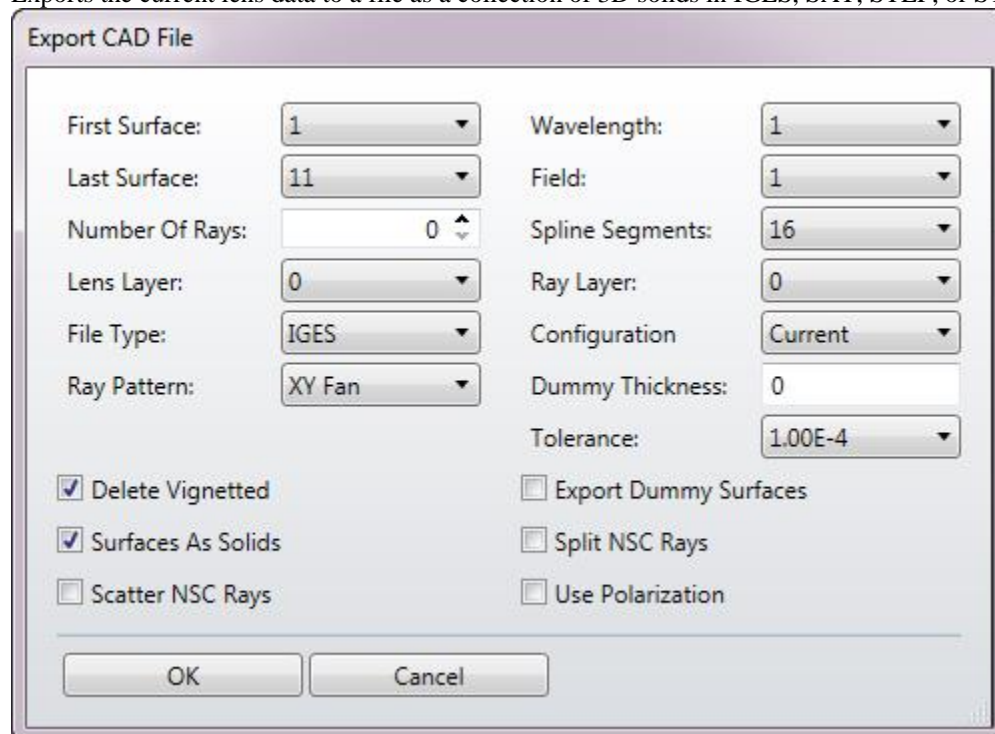 Exports the current lens data to a file as a collection of 3D solids in IGES, SAT, STEP, or
Export CAD File
First Surface: 1 Wavelength: 1
Last Surface: 11 Field: 1
Number Of Rays: 0 Spline Segments: 16
Lens Layer: 0 Ray Layer: 0
File Type: IGES Configuration Current
Ray Pattern: XY Fan Dummy Thickness: 0
Tolerance: 1.00E-4
Delete Vignetted Export Dummy Surfaces
Surfaces As Solids Split NSC Rays
Scatter NSC Rays Use Polarization
OK Cancel